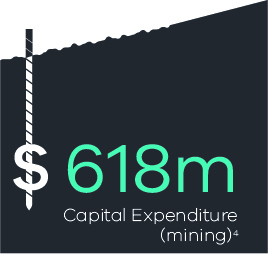 $ 618m
Capital Expenditure
(mining)⁴